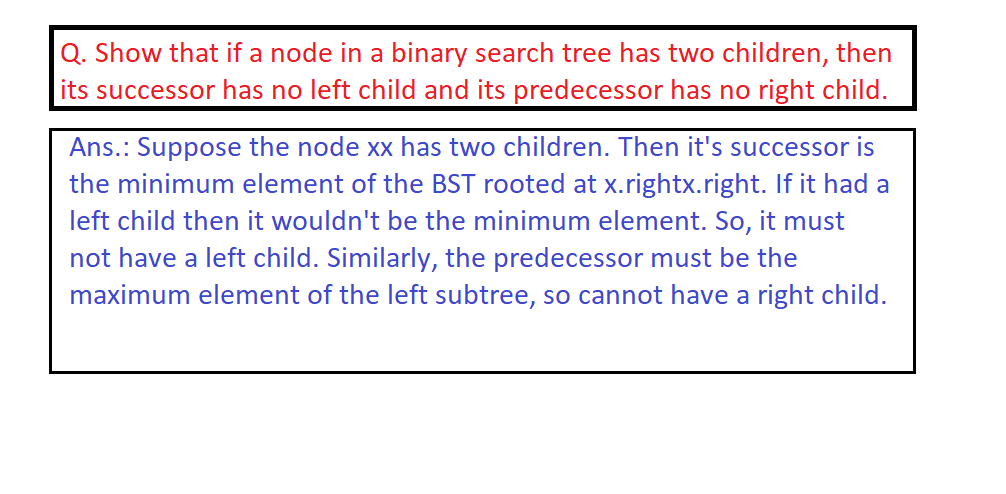 Q. Show that if a node in a binary search tree has two children, then
its successor has no left child and its predecessor has no right child.
Ans.: Suppose the node xx has two children. Then it's successor is
the minimum element of the BST rooted at x.rightx.right. If it had a
left child then it wouldn't be the minimum element. So, it must
not have a left child. Similarly, the predecessor must be the
maximum element of the left subtree, so cannot have a right child.